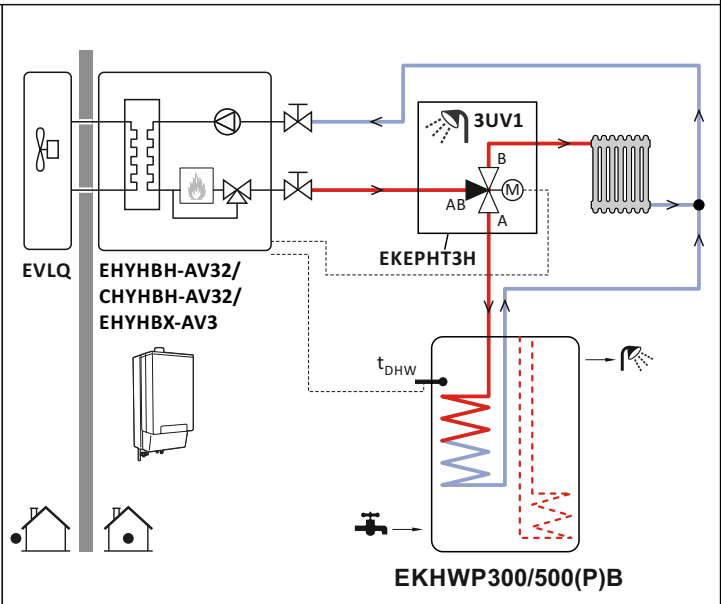 3UV1
B
M
AB
A
EKEPHT3H
EVLQ
EHYHBH-AV32/
CHYHBH-AV32/
EHYHBX-AV3
tDHW
EKHWP300/500(P)B